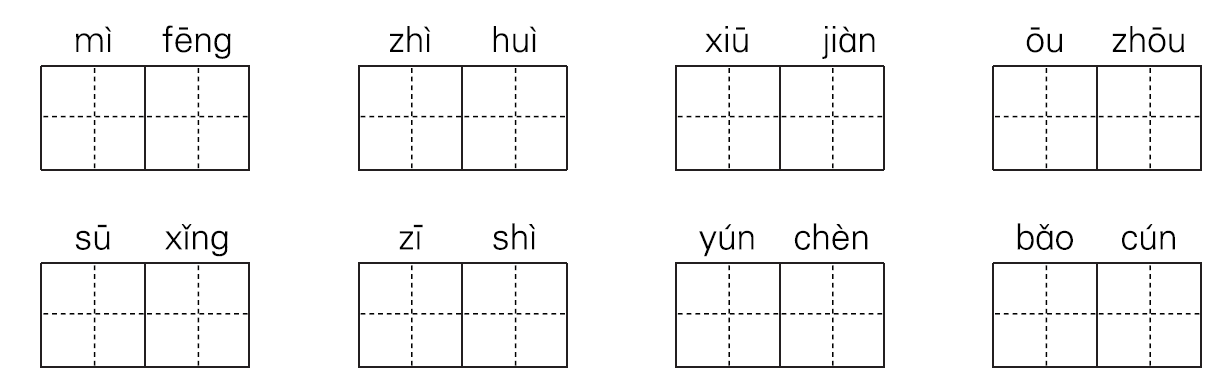 mì fēng zhì huì xiū jiàn ōu zhōu
sū xǐng zī shì yún chèn bǎo cún